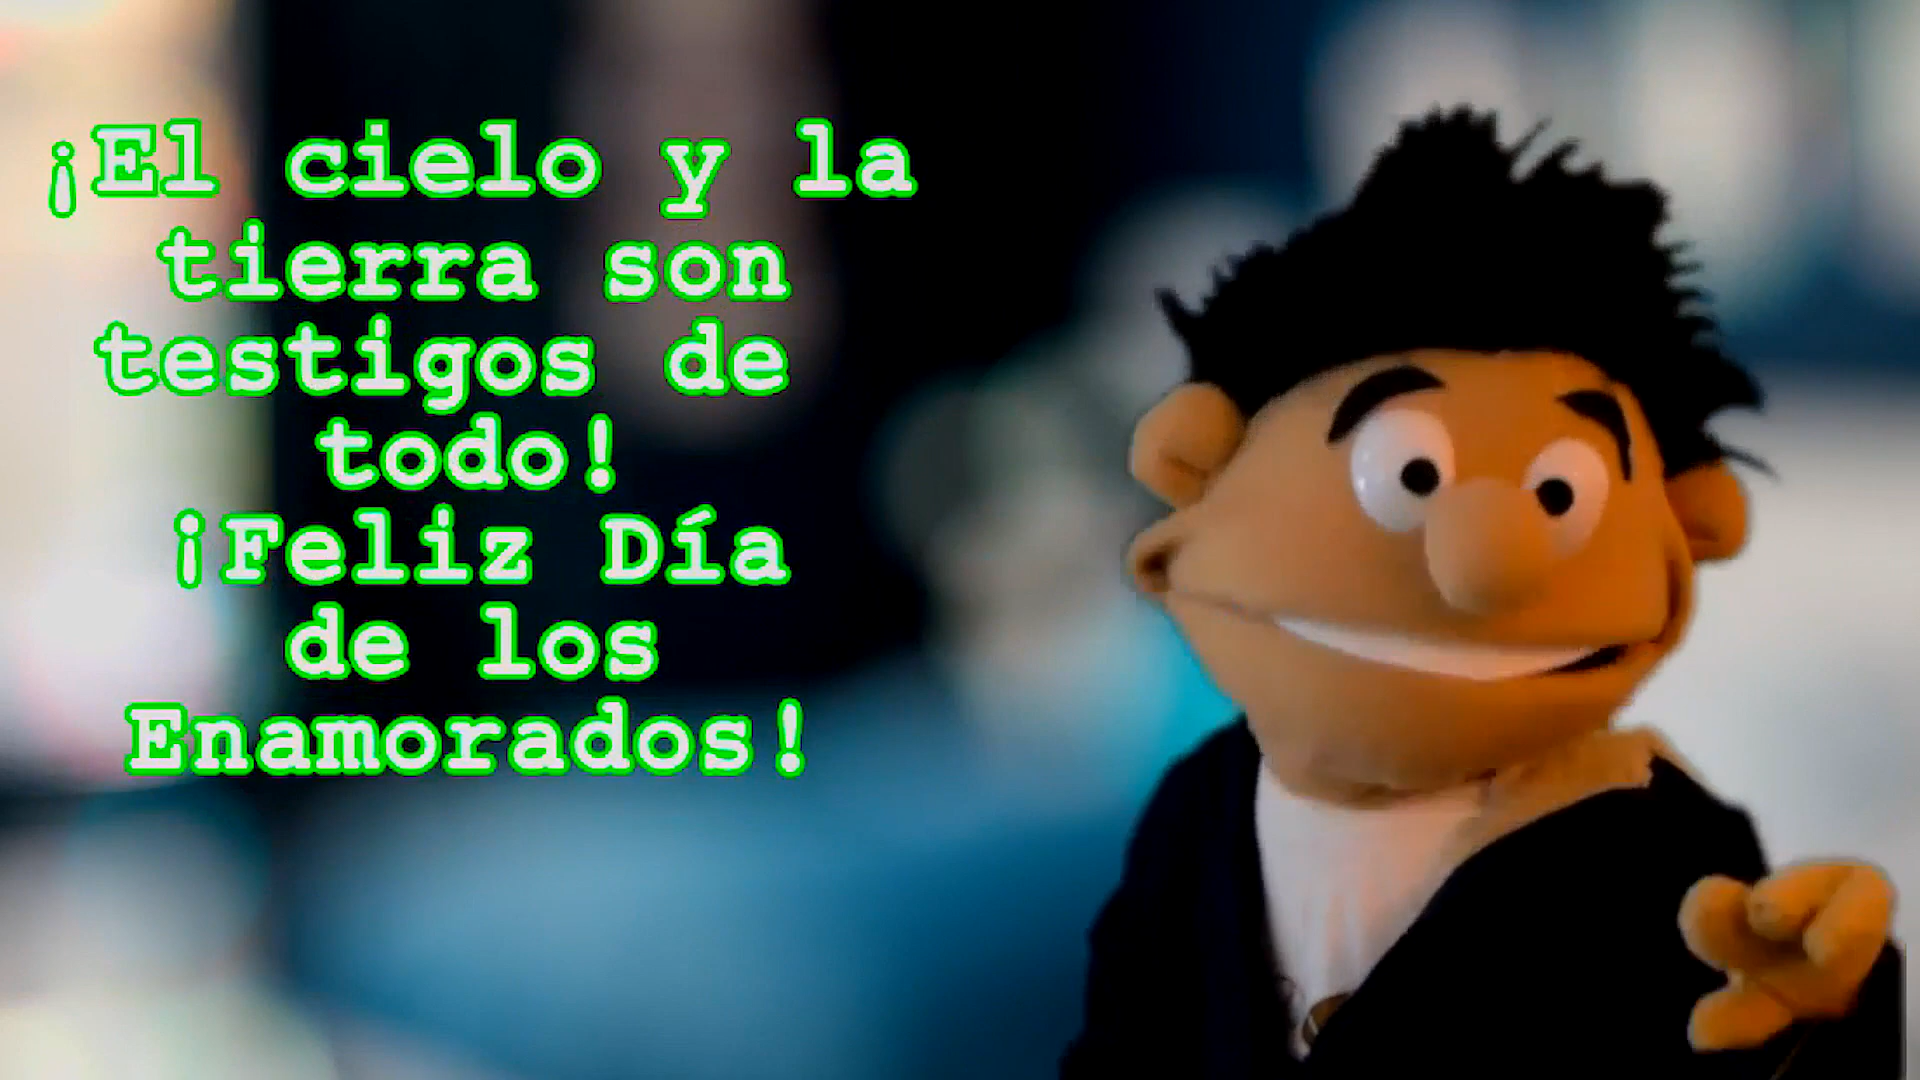 ¡El cielo y la
tierra son
testigos de
todo!
¡Feliz Día
de los
Enamorados!